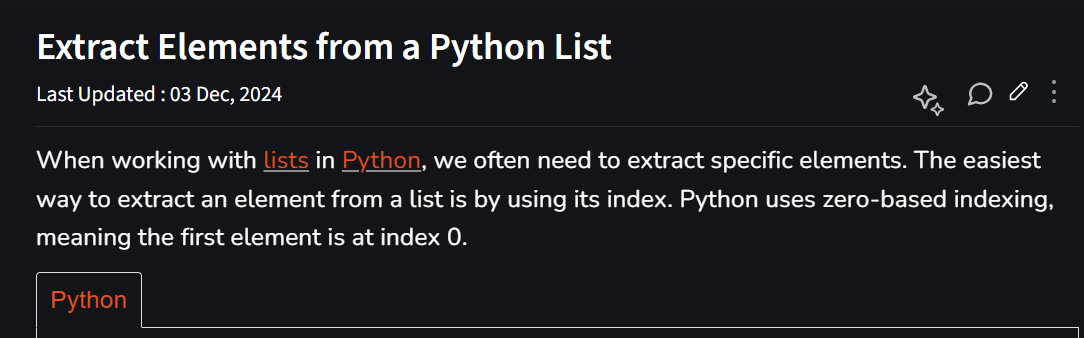 Extract Elements from a Python List
Last Updated : 03 Dec, 2024
When working with lists in Python, we often need to extract specific elements. The easiest
way to extract an element from a list is by using its index. Python uses zero-based indexing,
meaning the first element is at index 0.
Python